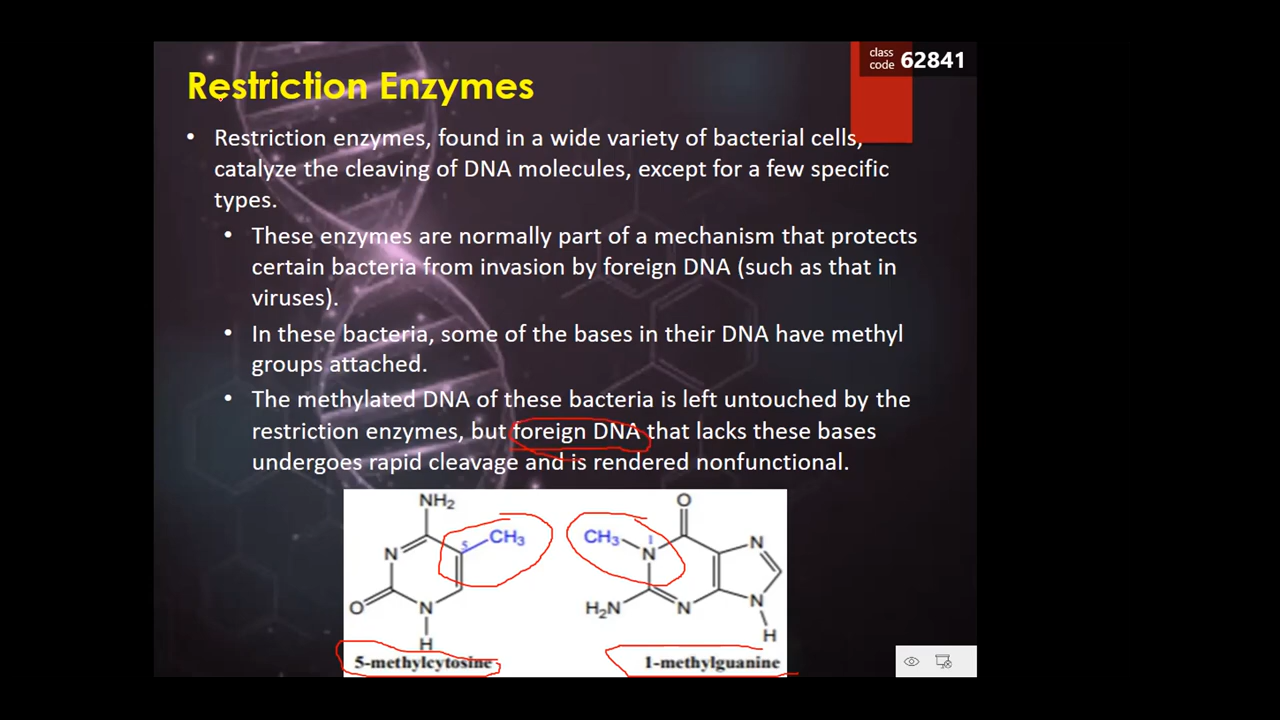 class
code 62841
Restriction Enzymes
• Restriction enzymes, found in a wide variety of bacterial cells,
catalyze the cleaving of DNA molecules, except for a few specific
types.
• These enzymes are normally part of a mechanism that protects
certain bacteria from invasion by foreign DNA (such as that in
viruses).
• In these bacteria, some of the bases in their DNA have methyl
groups attached.
• The methylated DNA of these bacteria is left untouched by the
restriction enzymes, but foreign DNA that lacks these bases
undergoes rapid cleavage and is rendered nonfunctional.
NH₂
N
5
CH₃
O
N
H
5-methylcytosine
O
CH₃
1
N
N
H₂N
N
N
H
1-methylguanine